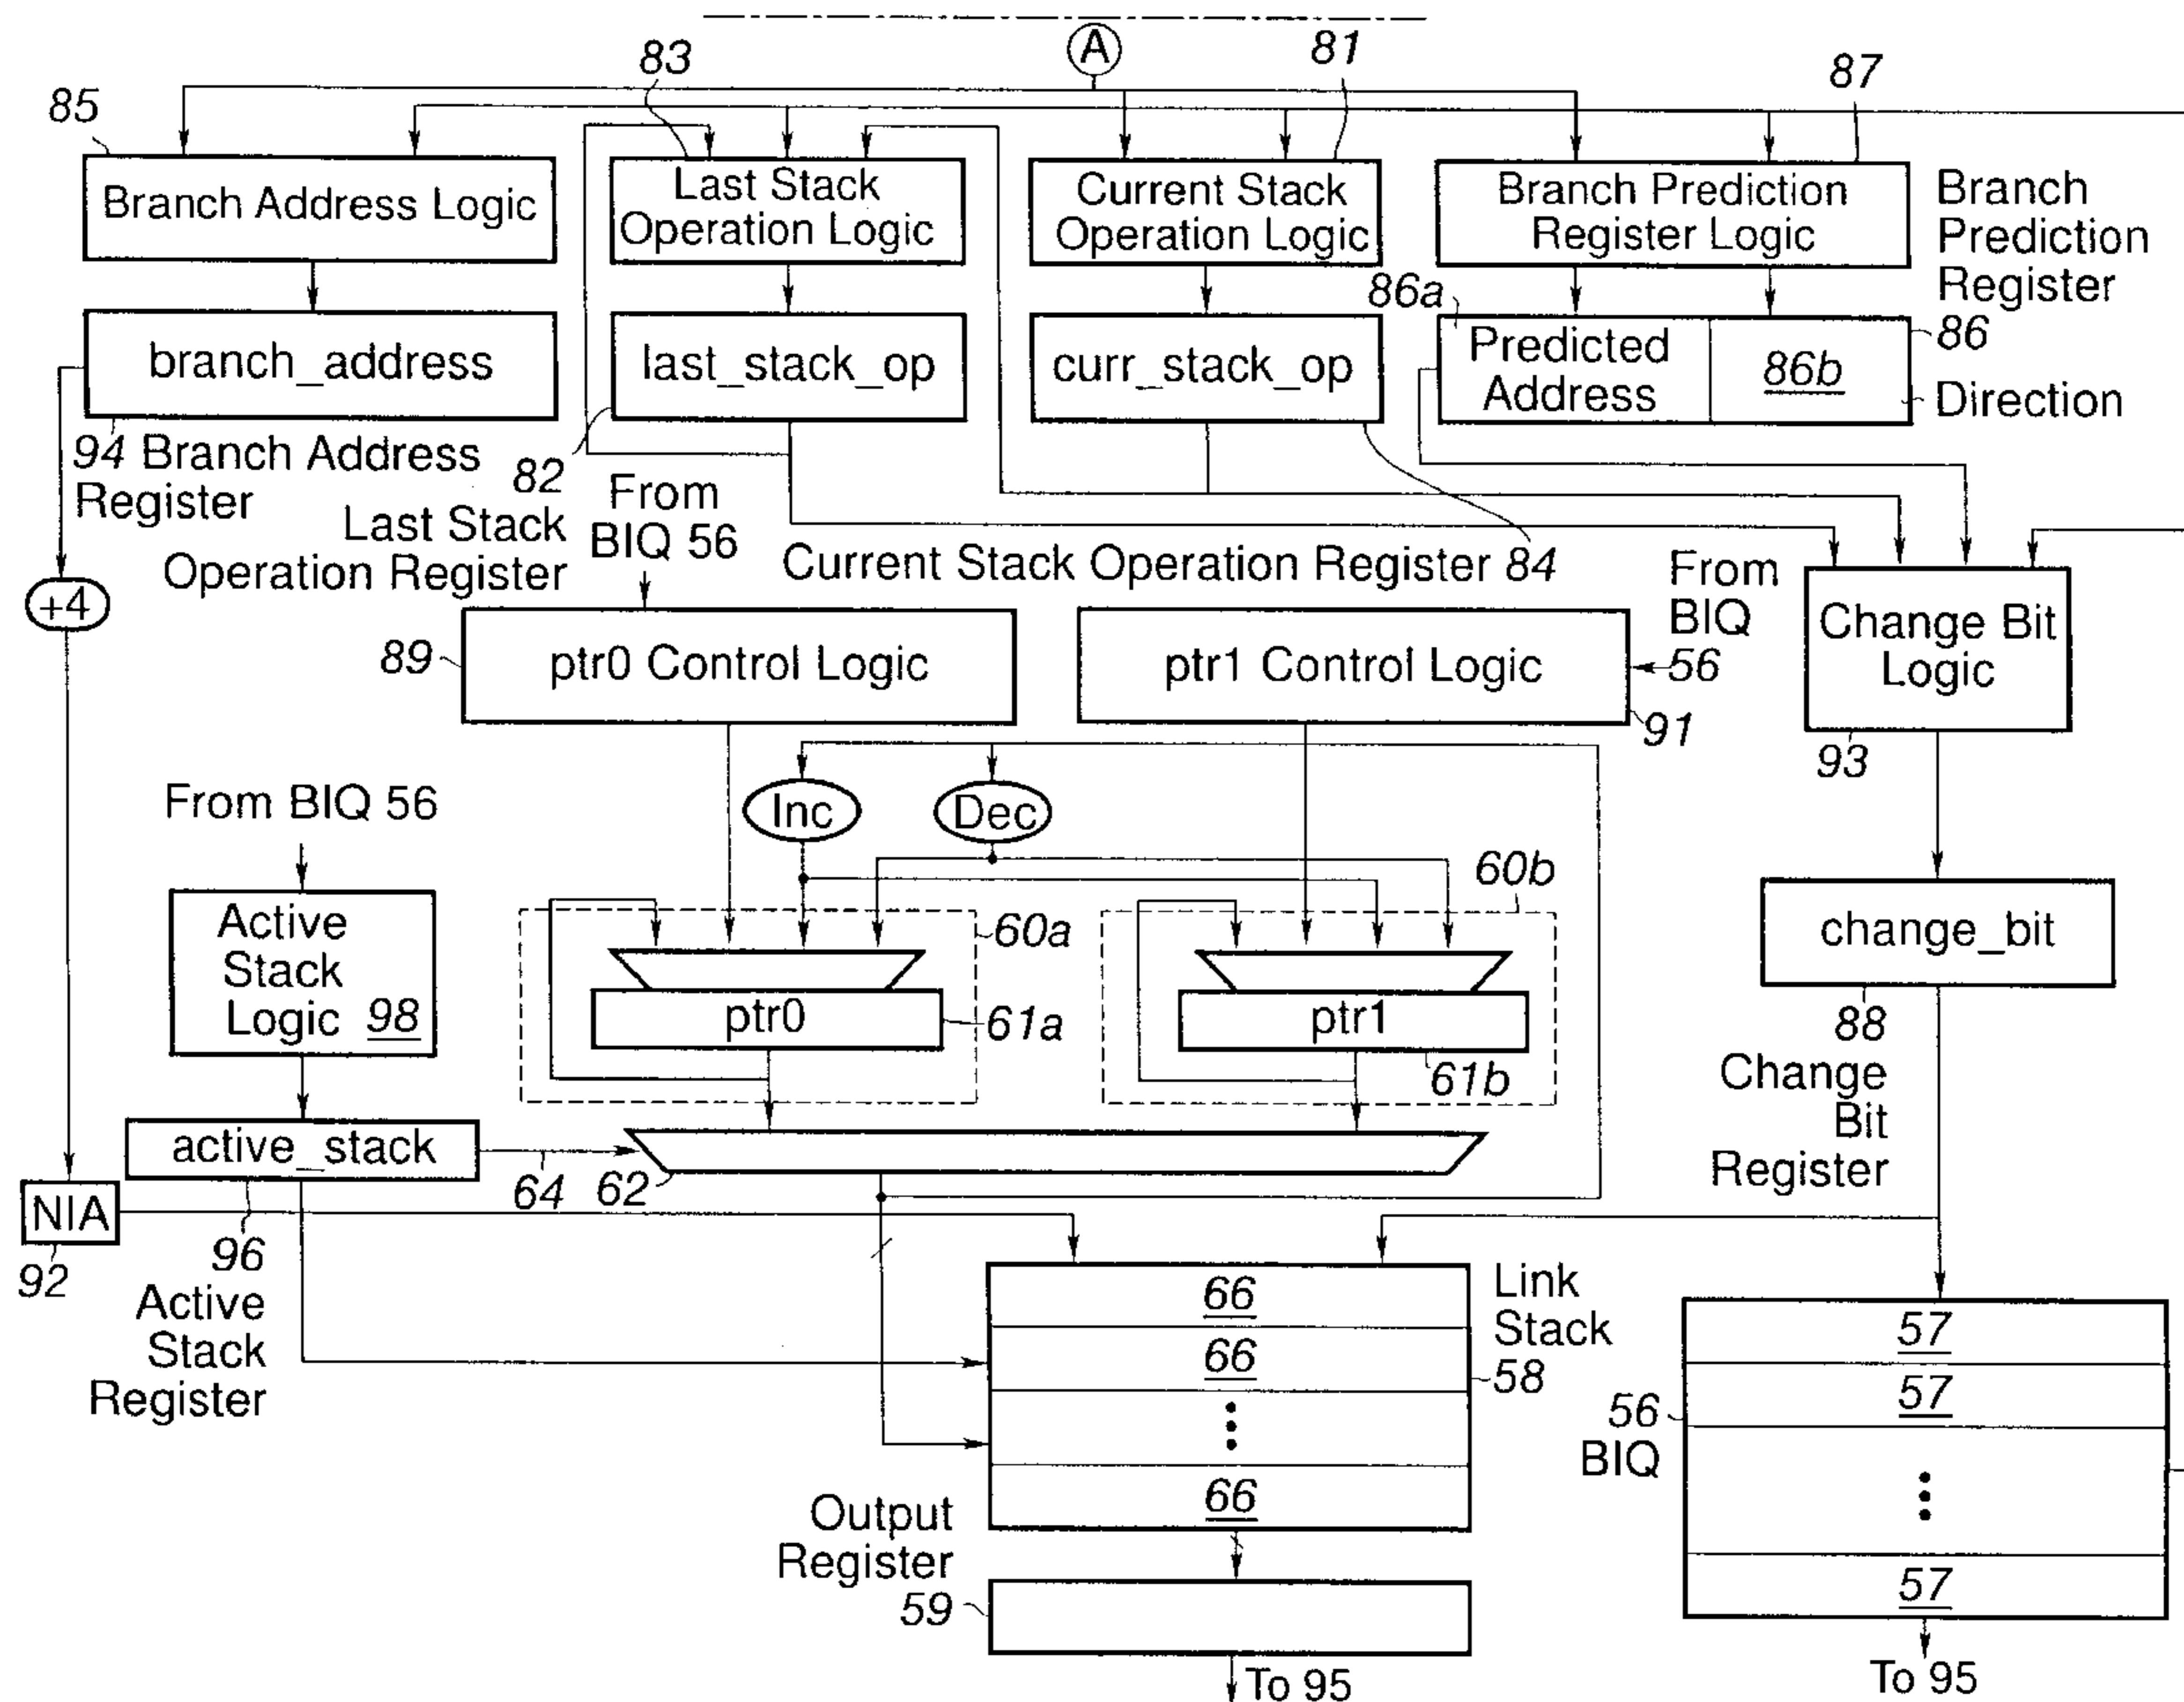 A
83
81
87
85
Branch Address Logic
Last Stack
Operation Logic
Current Stack
Operation Logic
Branch Prediction
Register Logic
Branch
Prediction
Register
86
86a
branch_address
last_stack_op
curr_stack_op
Predicted
Address
86b
Direction
94 Branch Address
Register
82
Last Stack
Operation Register
From
BIQ 56
Current Stack Operation Register 84
From
BIQ
56
+4
89
ptr0 Control Logic
ptr1 Control Logic
91
Change Bit
Logic
93
From BIQ 56
Inc
Dec
60b
60a
Active
Stack
Logic 98
change_bit
ptr0
61a
ptr1
61b
88
Change
Bit
Register
active_stack
64
62
NIA
92
96
Active
Stack
Register
66
66
66
Link
Stack
58
57
57
57
56
BIQ
Output
Register
59
To 95
To 95